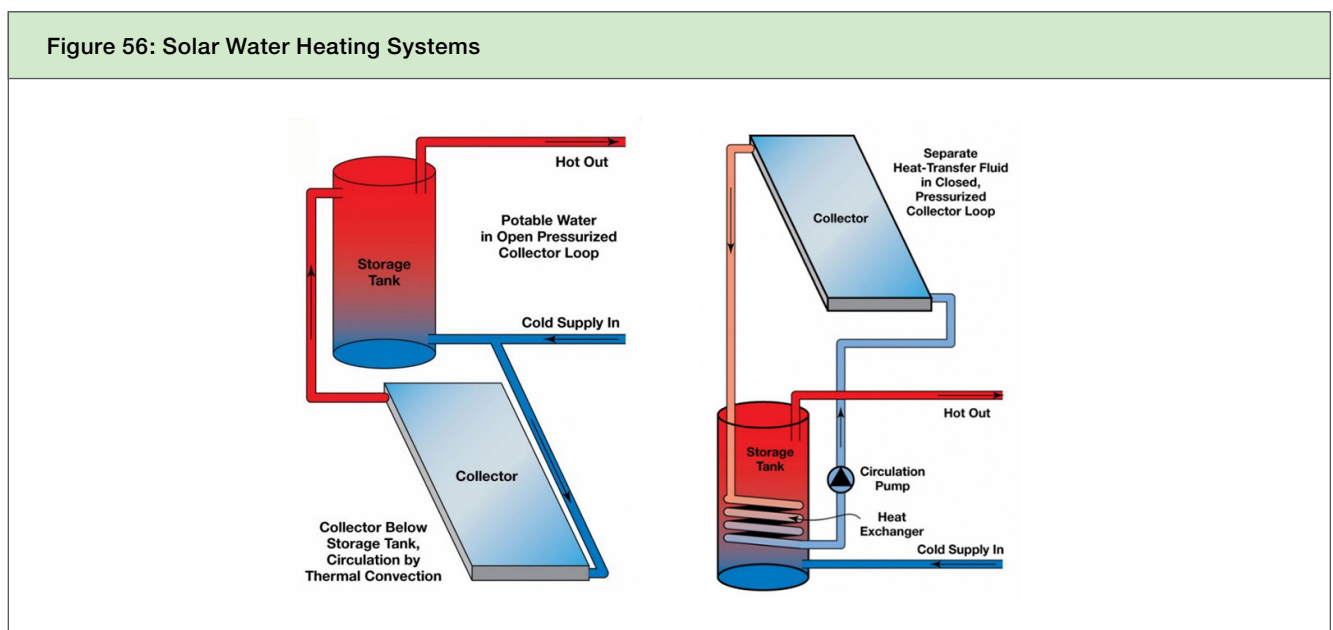 Figure 56: Solar Water Heating Systems
Hot Out
Potable Water
in Open Pressurized
Collector Loop
Storage
Tank
Cold Supply In
Collector
Collector Below
Storage Tank,
Circulation by
Thermal Convection
Separate
Heat-Transfer Fluid
in Closed,
Pressurized
Collector Loop
Collector
Hot Out
Storage
Tank
Circulation
Pump
Heat
Exchanger
Cold Supply In